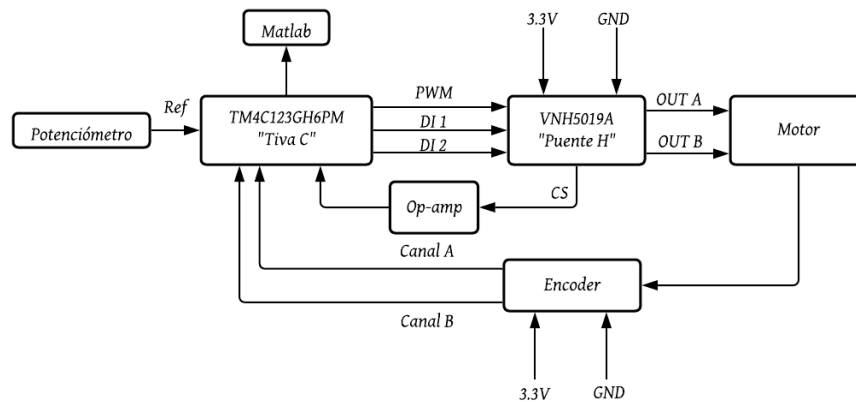 Matlab
3.3V
GND
Potenciómetro
Ref
TM4C123GH6PM
"Tiva C"
PWM
DI 1
DI 2
VNH5019A
"Puente H"
OUT A
OUT B
Motor
Op-amp
CS
Canal A
Canal B
Encoder
3.3V
GND